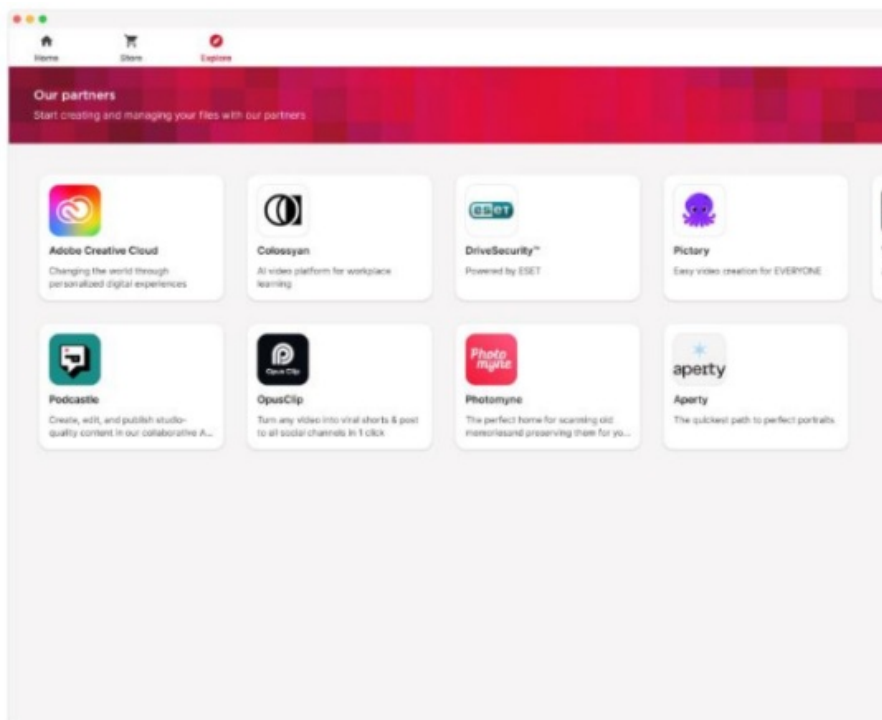 Home
Store
Explore
Our partners
Start creating and managing your files with our partners
Adobe Creative Cloud
Changing the world through
personalized digital experiences
Colossyan
AI video platform for workplace
learning
eset
DriveSecurity™
Powered by ESET
Pictory
Easy video creation for EVERYONE
Podcastle
Create, edit, and publish studio-
quality content in our collaborative A...
Opus Clip
OpusClip
Turn any video into viral shorts & post
to all social channels in 1 click
Photo
myne
Photomyne
The perfect home for scanning old
memoriesand preserving them for yo...
aperty
Aperty
The quickest path to perfect portraits